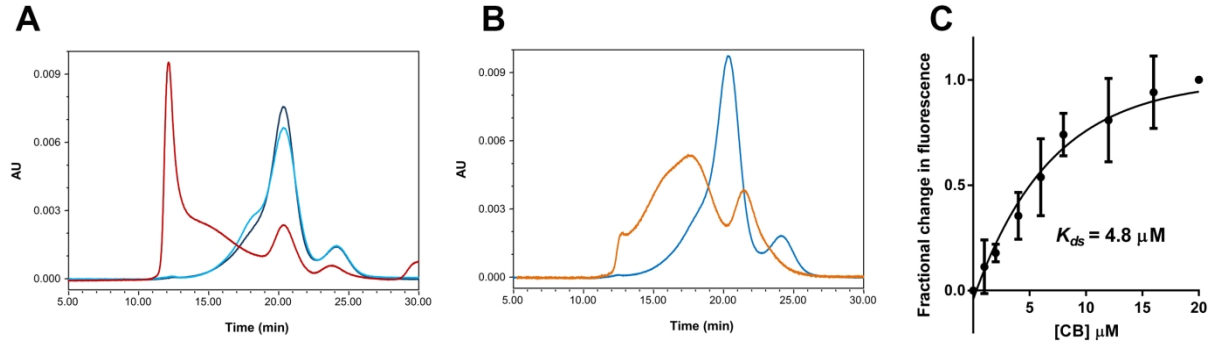 A
AU
0.009
0.006
0.003
0.000
5.00 10.00 15.00 20.00 25.00 30.00
Time (min)
B
AU
0.009
0.006
0.003
0.000
5.00 10.00 15.00 20.00 25.00 30.00
Time (min)
C
Fractional change in fluorescence
1.0
0.5
0.0
Kds = 4.8 μM
5 10 15 20
[CB] μM